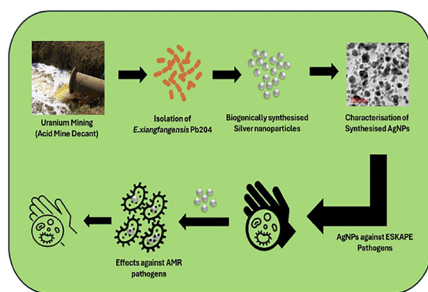 Uranium Mining
(Acid Mine Decant)
Isolation of
E.xiangfangensis Pb204
Biogenically synthesised
Silver nanoparticles
Characterisation of
Synthesised AgNPs
AgNPs against ESKAPE
Pathogens
Effects against AMR
pathogens